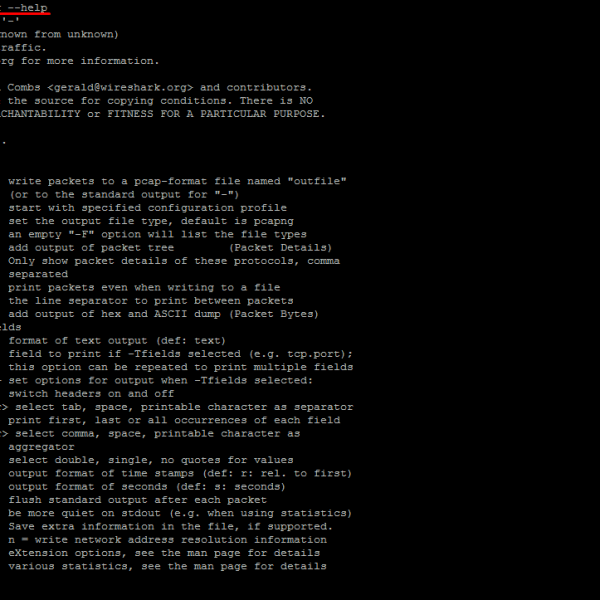 --help
'-'
nown from unknown)
raffic.
rg for more information.
Combs <gerald@wireshark.org> and contributors.
the source for copying conditions. There is NO
CHANTABILITY or FITNESS FOR A PARTICULAR PURPOSE.
.
write packets to a pcap-format file named "outfile"
(or to the standard output for "-")
start with specified configuration profile
set the output file type, default is pcapng
an empty "-F" option will list the file types
add output of packet tree (Packet Details)
Only show packet details of these protocols, comma
separated
print packets even when writing to a file
the line separator to print between packets
add output of hex and ASCII dump (Packet Bytes)
elds
format of text output (def: text)
field to print if -Tfields selected (e.g. tcp.port);
this option can be repeated to print multiple fields
set options for output when -Tfields selected:
switch headers on and off
> select tab, space, printable character as separator
print first, last or all occurrences of each field
> select comma, space, printable character as
aggregator
select double, single, no quotes for values
output format of time stamps (def: r: rel. to first)
output format of seconds (def: s: seconds)
flush standard output after each packet
be more quiet on stdout (e.g. when using statistics)
Save extra information in the file, if supported.
n = write network address resolution information
eXtension options, see the man page for details
various statistics, see the man page for details